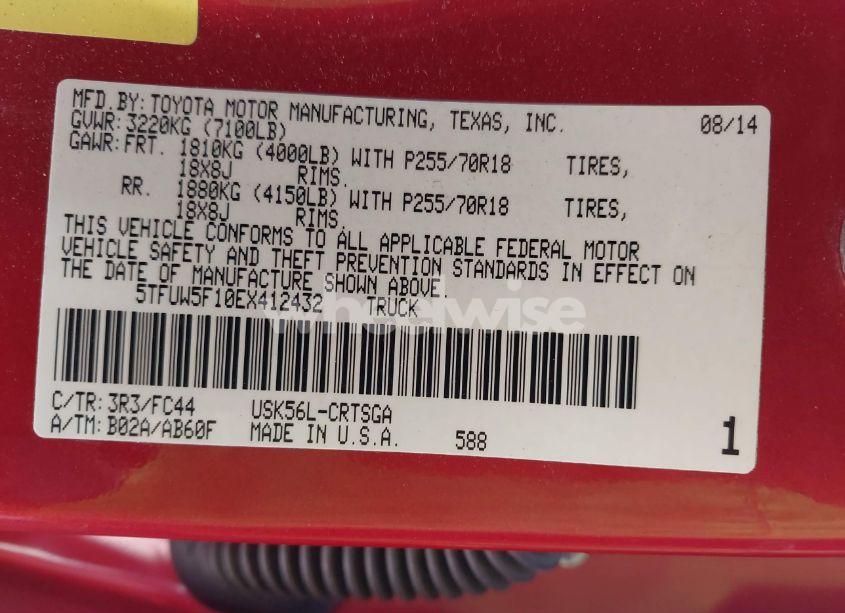 MFD.BY:TOYOTA MOTOR MANUFACTURING, TEXAS, INC. 08/14
GVWR:3220KG (7100LB)
GAWR:FRT. 1810KG (4000LB) WITH P255/70R18 TIRES,
18X8J RIMS.
RR. 1880KG (4150LB) WITH P255/70R18 TIRES,
18X8J RIMS.
THIS VEHICLE CONFORMS TO ALL APPLICABLE FEDERAL MOTOR
VEHICLE SAFETY AND THEFT PREVENTION STANDARDS IN EFFECT ON
THE DATE OF MANUFACTURE SHOWN ABOVE.
5TFUW5F10EX412432 TRUCK
wheelwise
C/TR:3R3/FC44 USK56L-CRTSGA
A/TM:B02A/AB60F MADE IN U.S.A. 588 1